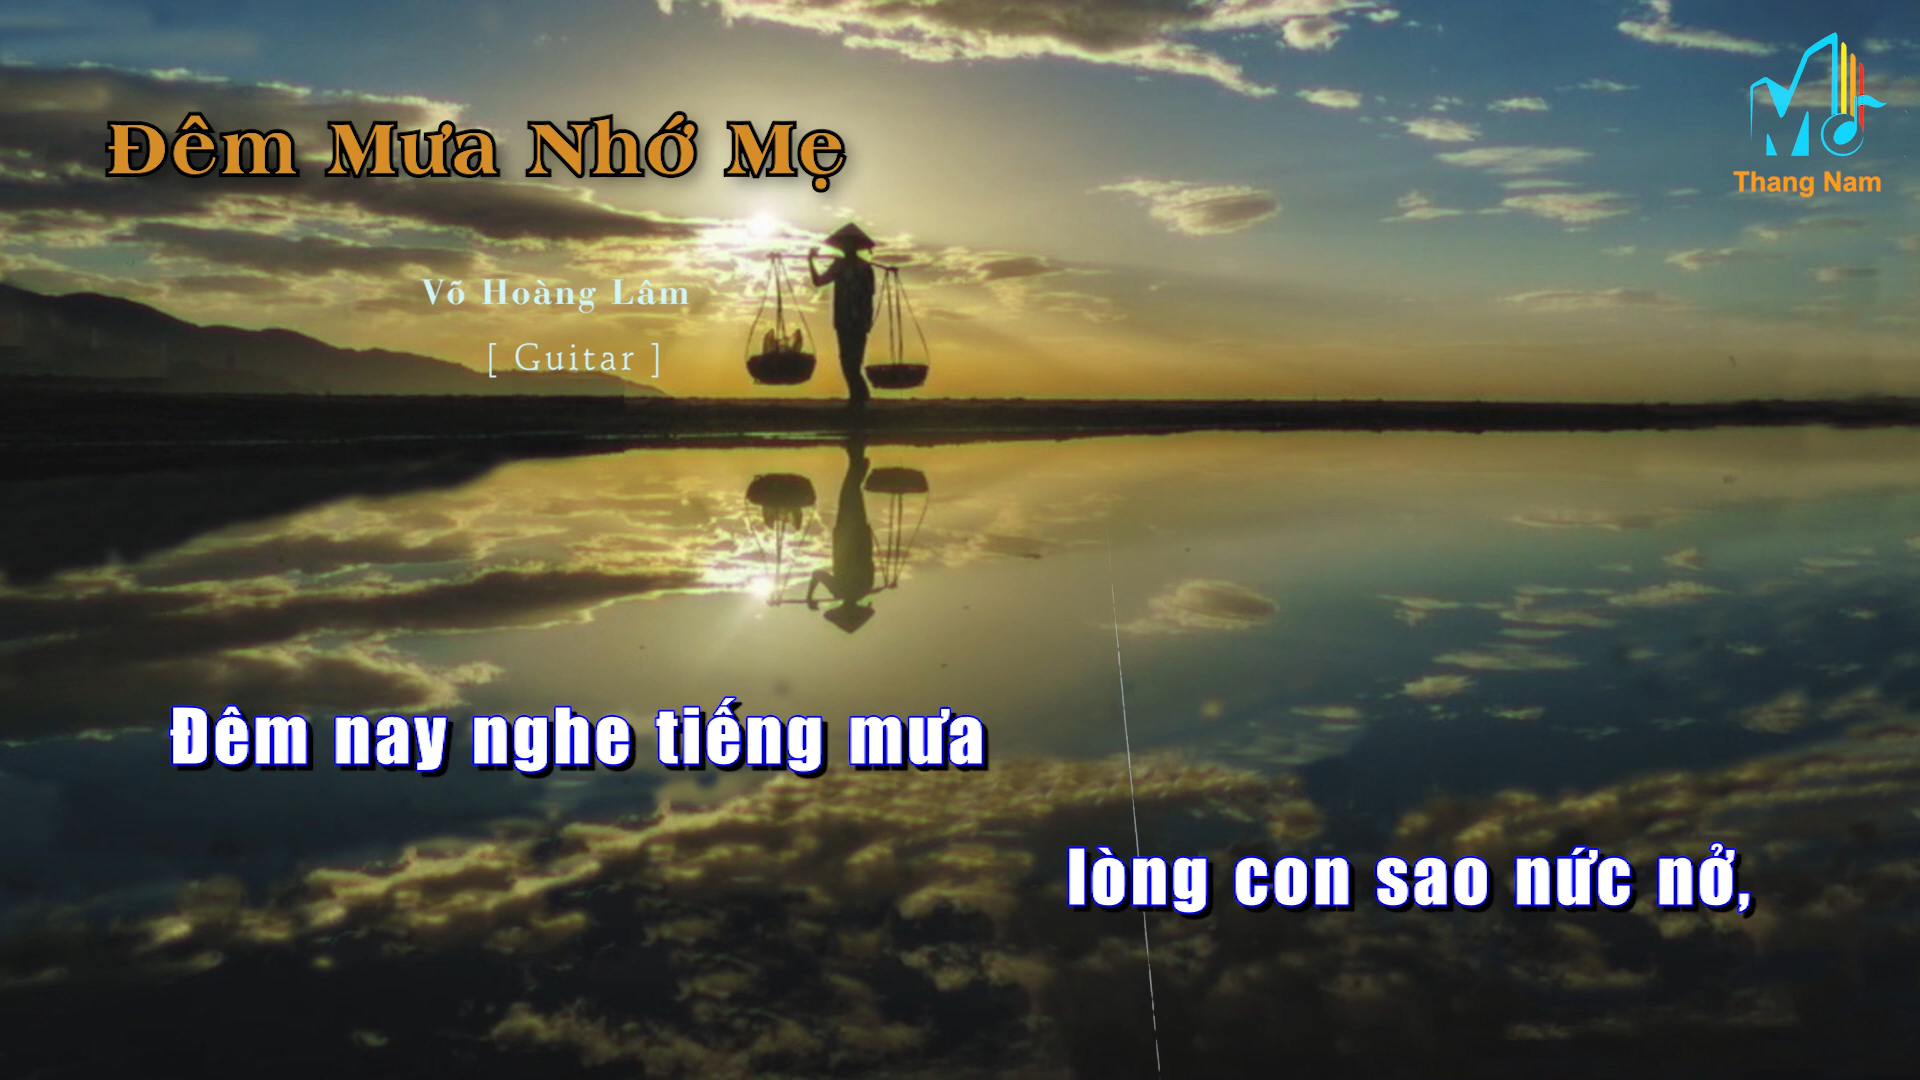 Đêm Mưa Nhớ Mẹ
Thang Nam
Võ Hoàng Lâm
[ Guitar ]
Đêm nay nghe tiếng mưa
lòng con sao nức nở,